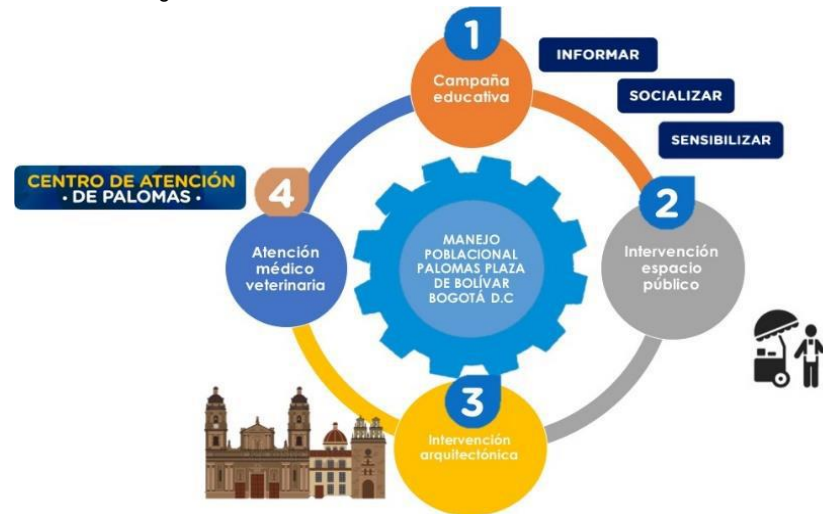 1
Campaña
educativa
INFORMAR
SOCIALIZAR
SENSIBILIZAR
2
Intervención
espacio
público
3
Intervención
arquitectónica
4
CENTRO DE ATENCIÓN
· DE PALOMAS ·
Atención
médico
veterinaria
MANEJO
POBLACIONAL
PALOMAS PLAZA
DE BOLÍVAR
BOGOTÁ D.C